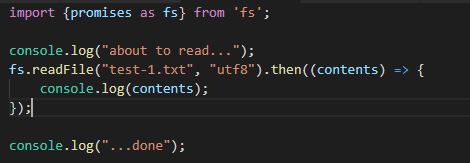 import {promises as fs} from 'fs';
console.log("about to read...");
fs.readFile("test-1.txt", "utf8").then((contents) => {
    console.log(contents);
});
console.log("...done");